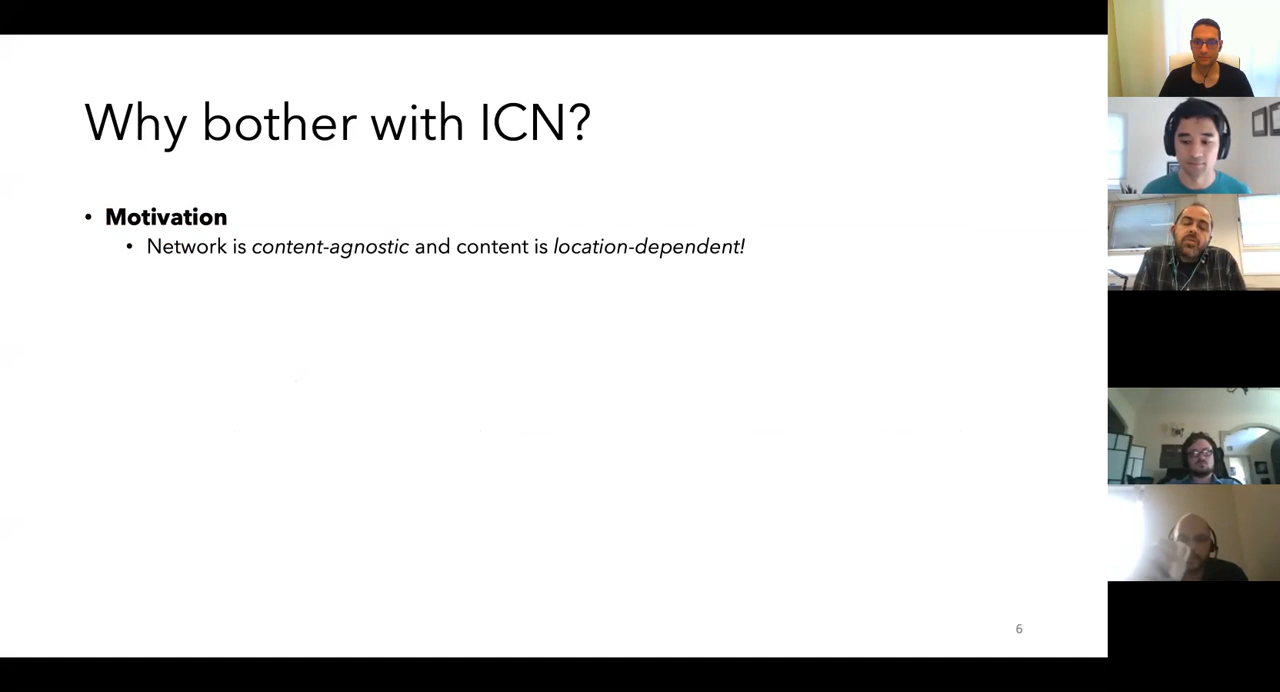 Why bother with ICN?
• Motivation
• Network is content-agnostic and content is location-dependent!
6